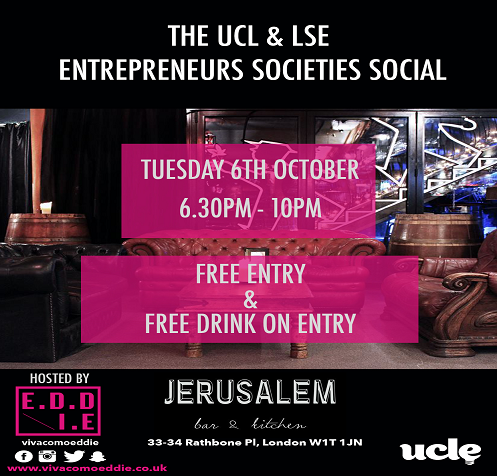 THE UCL & LSE
ENTREPRENEURS SOCIETIES SOCIAL
TUESDAY 6TH OCTOBER
6.30PM - 10PM
FREE ENTRY
&
FREE DRINK ON ENTRY
HOSTED BY
E.D.D
I.E
vivacomoeddie
www.vivacomoeddie.co.uk
JERUSALEM
bar & kitchen
33-34 Rathbone Pl, London W1T 1JN
ucle